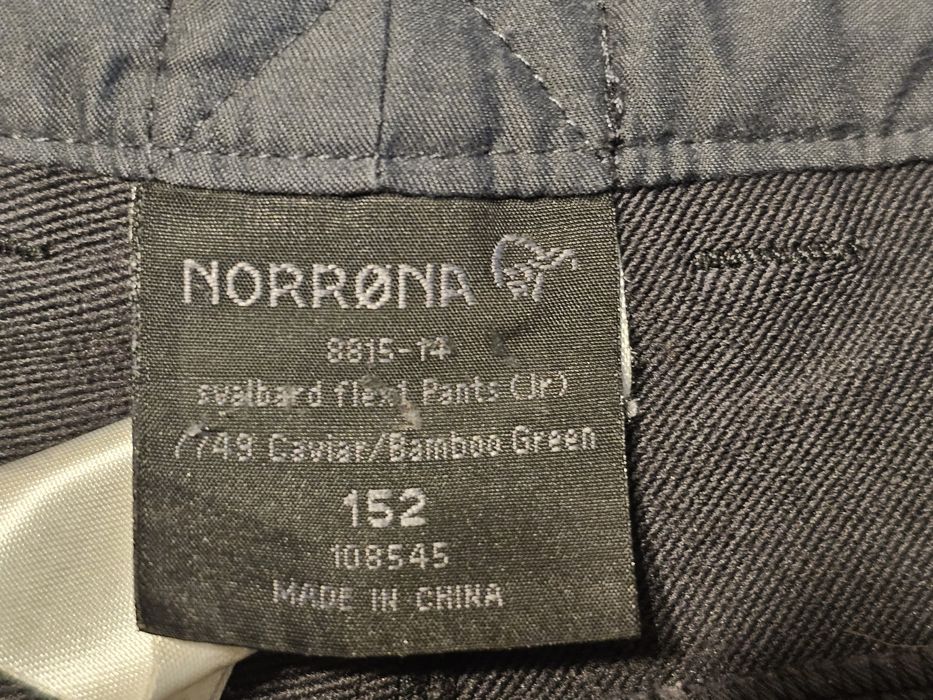 NORRØNA
8815-14
svalbard flex1 Pants (Jr)
7749 Caviar/Bamboo Green
152
108545
MADE IN CHINA